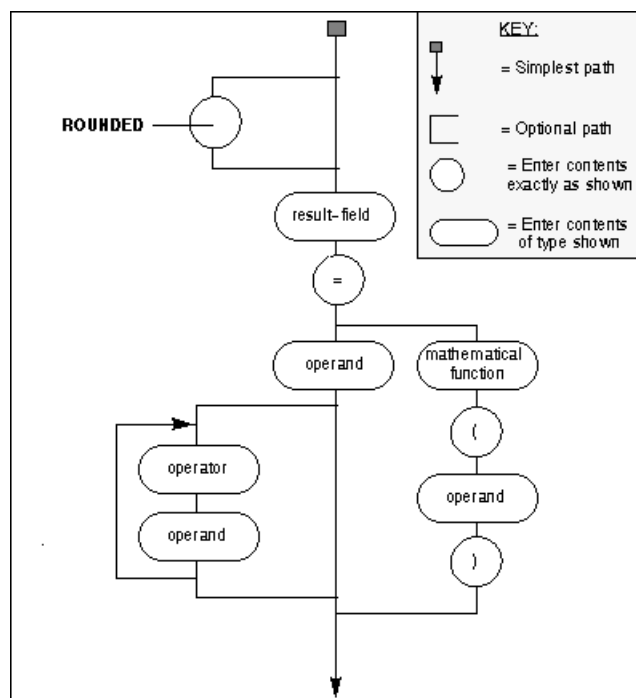 KEY:
= Simplest path
= Optional path
= Enter contents
exactly as shown
= Enter contents
of type shown
ROUNDED
result-field
=
operand
mathematical
function
(
operator
operand
operand
)